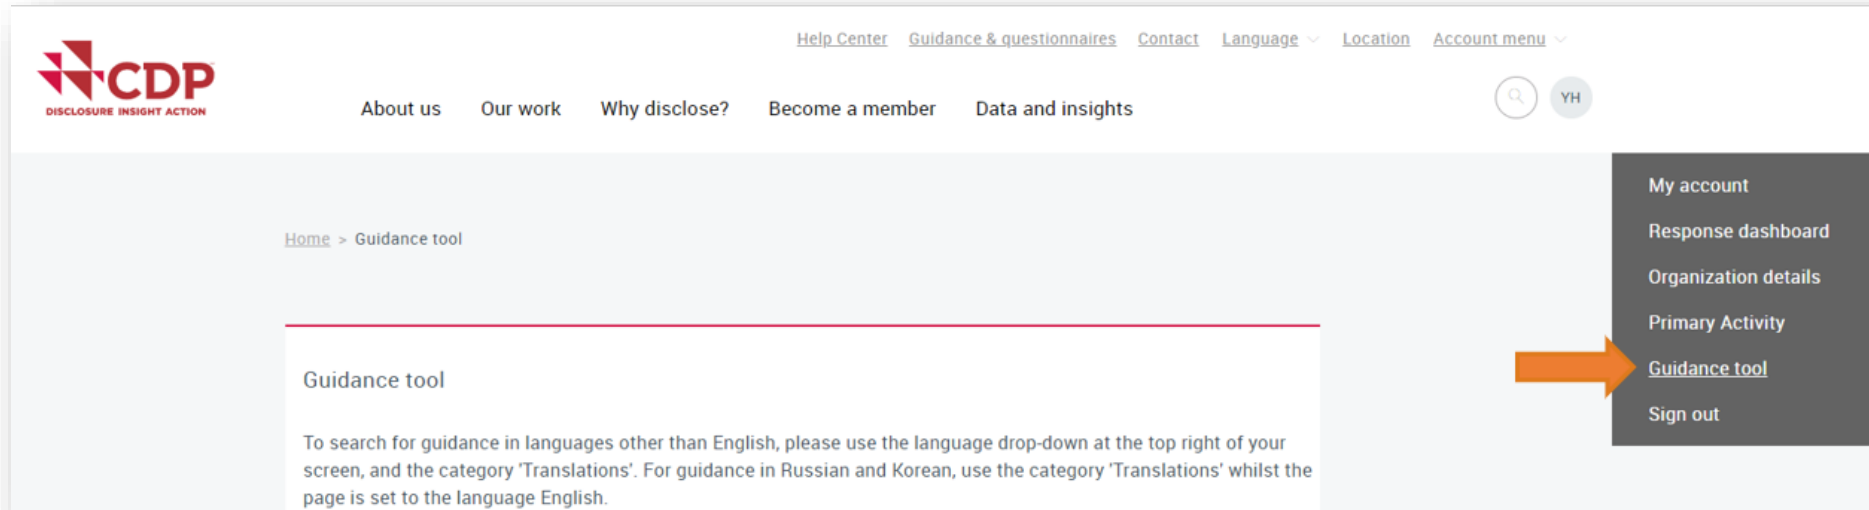 Help Center Guidance & questionnaires Contact Language Location Account menu
CDP
DISCLOSURE INSIGHT ACTION
About us Our work Why disclose? Become a member Data and insights
YH
My account
Response dashboard
Organization details
Primary Activity
Guidance tool
Sign out
Home > Guidance tool
Guidance tool
To search for guidance in languages other than English, please use the language drop-down at the top right of your
screen, and the category 'Translations'. For guidance in Russian and Korean, use the category 'Translations' whilst the
page is set to the language English.